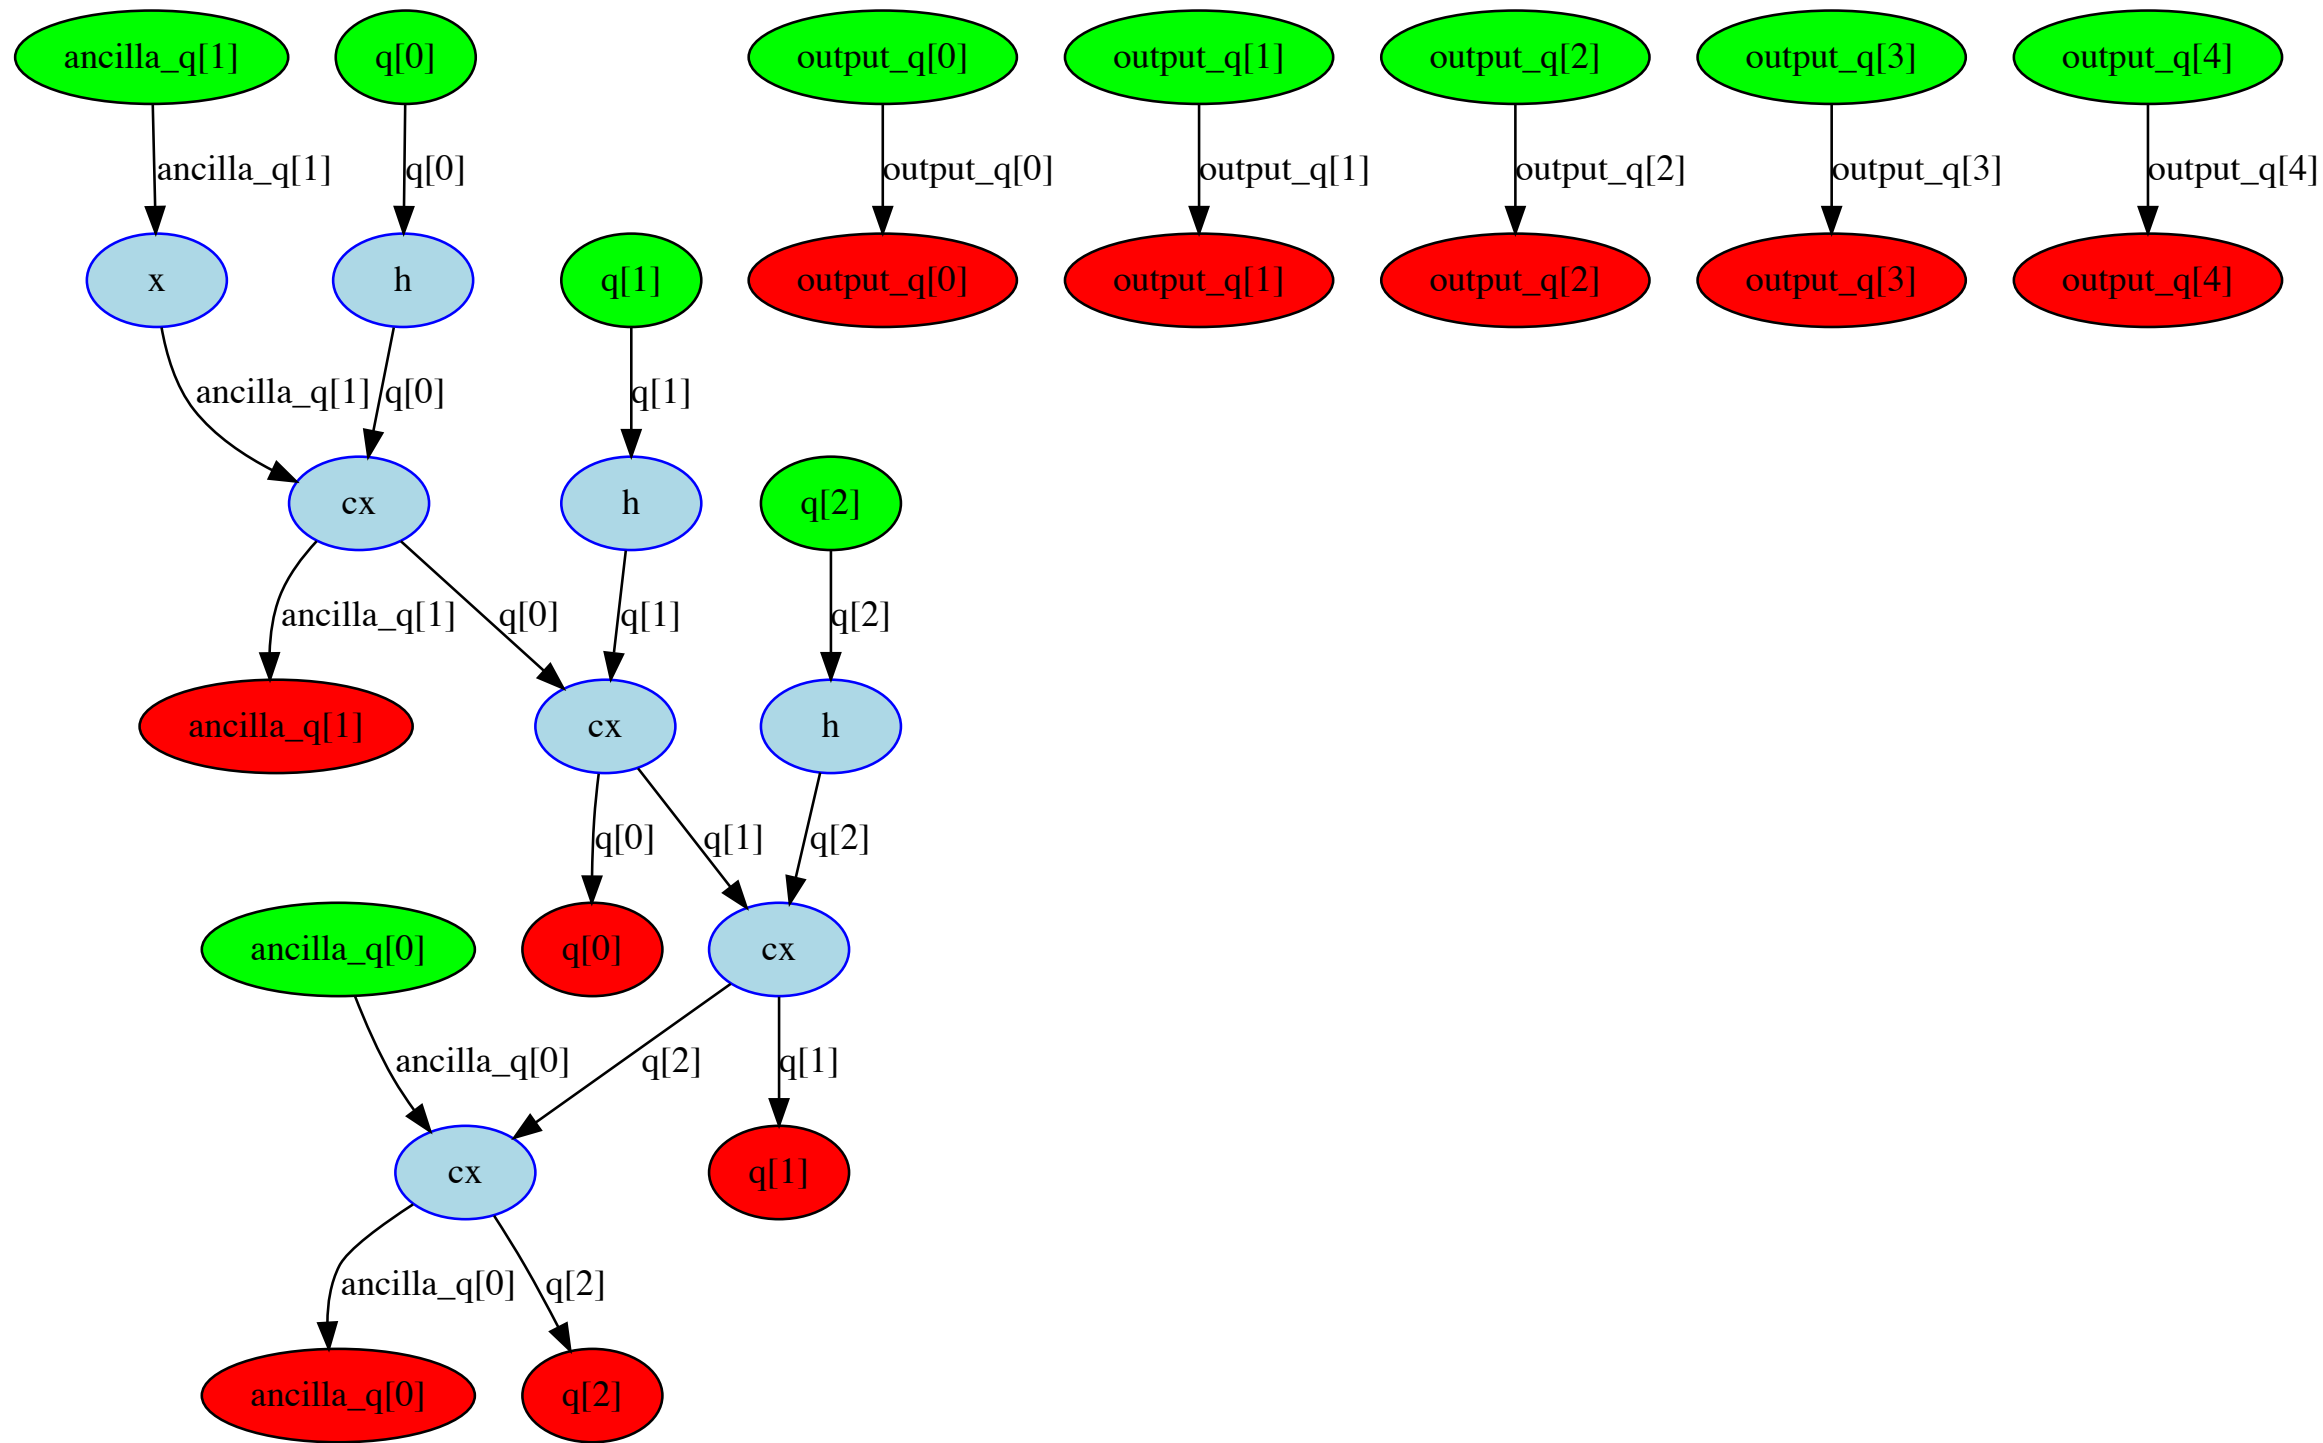 ancilla_q[1]
q[0]
output_q[0]
output_q[1]
output_q[2]
output_q[3]
output_q[4]
ancilla_q[1]
q[0]
output_q[0]
output_q[1]
output_q[2]
output_q[3]
output_q[4]
x
h
q[1]
output_q[0]
output_q[1]
output_q[2]
output_q[3]
output_q[4]
ancilla_q[1]
q[0]
q[1]
cx
h
q[2]
ancilla_q[1]
q[0]
q[1]
q[2]
ancilla_q[1]
cx
h
q[0]
q[1]
q[2]
ancilla_q[0]
q[0]
cx
ancilla_q[0]
q[2]
q[1]
cx
q[1]
ancilla_q[0]
q[2]
ancilla_q[0]
q[2]